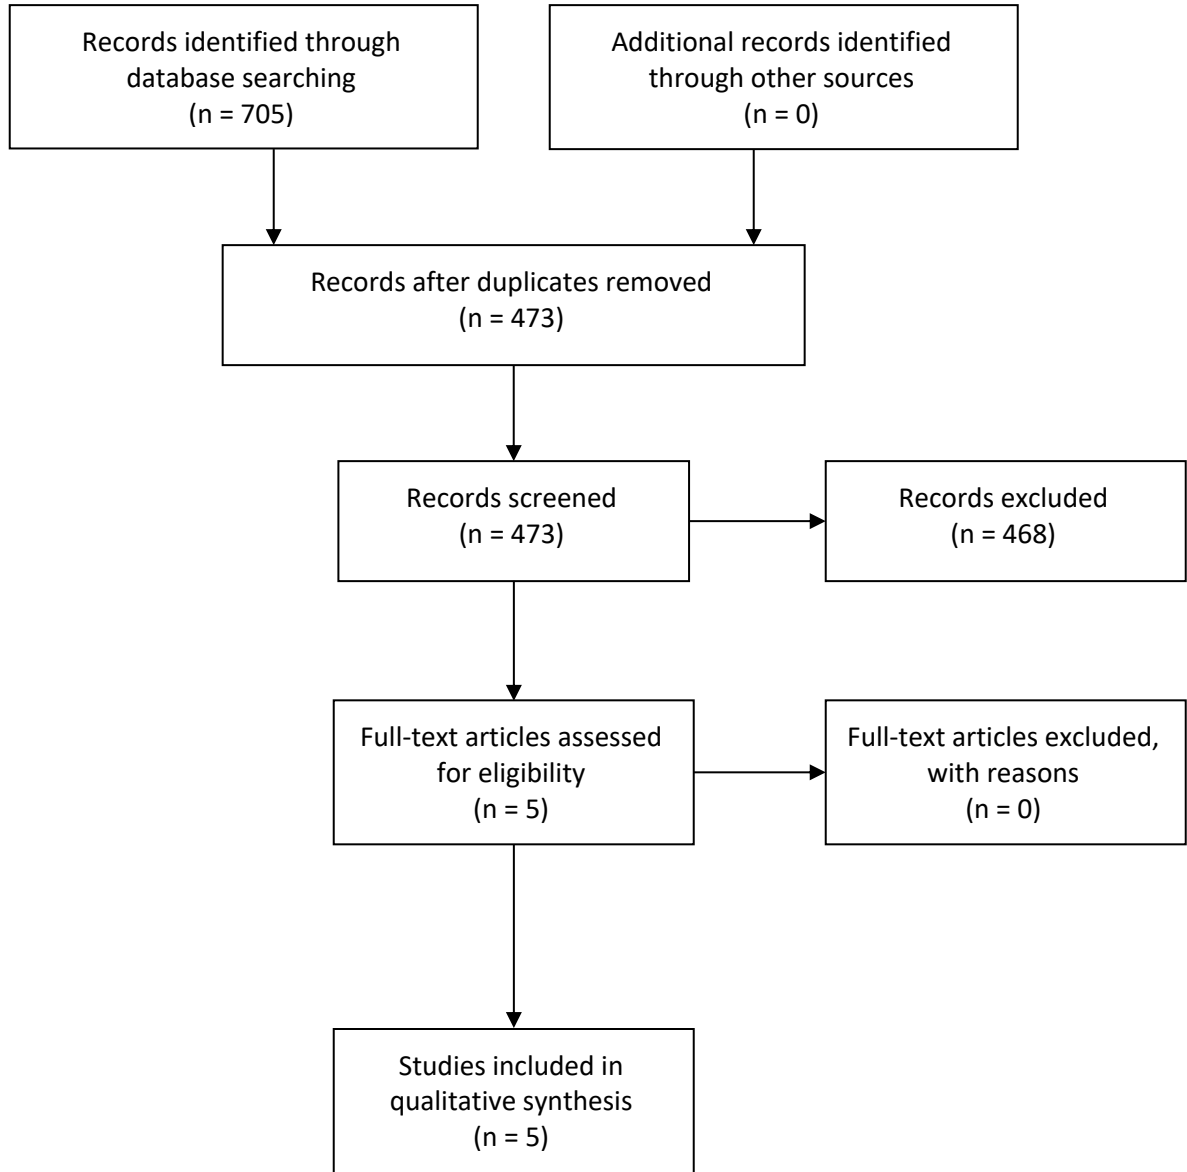 Records identified through
database searching
(n = 705)
Additional records identified
through other sources
(n = 0)
Records after duplicates removed
(n = 473)
Records screened
(n = 473)
Records excluded
(n = 468)
Full-text articles assessed
for eligibility
(n = 5)
Full-text articles excluded,
with reasons
(n = 0)
Studies included in
qualitative synthesis
(n = 5)